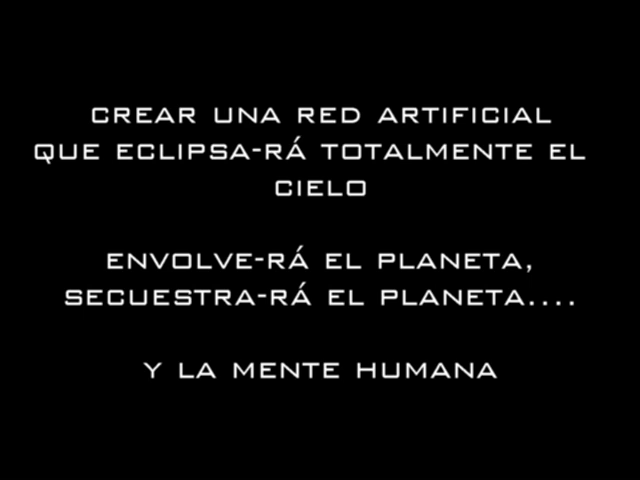 CREAR UNA RED ARTIFICIAL
QUE ECLIPSA-RÁ TOTALMENTE EL
CIELO
ENVOLVE-RÁ EL PLANETA,
SECUESTRA-RÁ EL PLANETA....
Y LA MENTE HUMANA